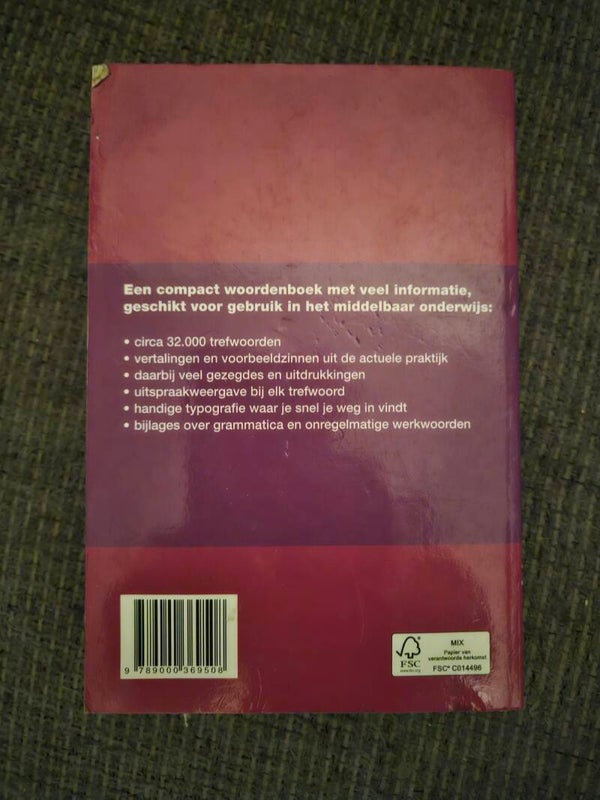 Een compact woordenboek met veel informatie,
geschikt voor gebruik in het middelbaar onderwijs:
• circa 32.000 trefwoorden
• vertalingen en voorbeeldzinnen uit de actuele praktijk
• daarbij veel gezegdes en uitdrukkingen
• uitspraakweergave bij elk trefwoord
• handige typografie waar je snel je weg in vindt
• bijlages over grammatica en onregelmatige werkwoorden
9 789000 369508
FSC
www.fsc.org
MIX
Papier van
verantwoorde herkomst
FSC® C014496